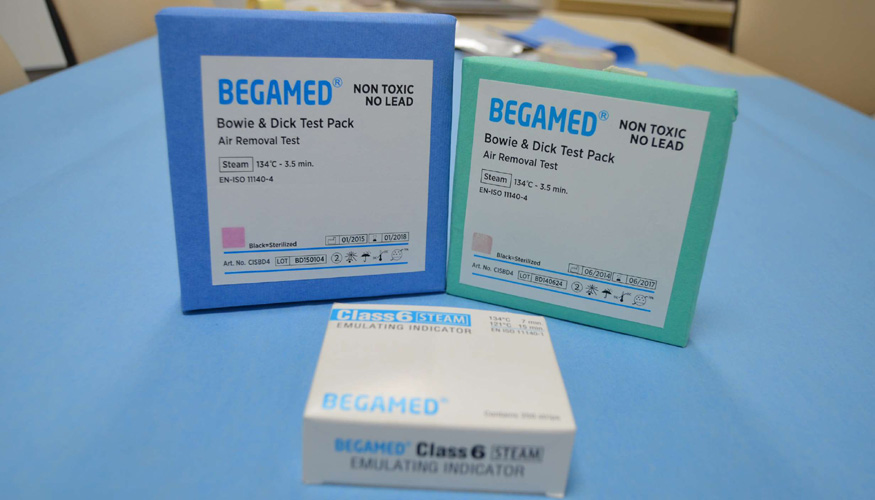 BEGAMED®
NON TOXIC
NO LEAD
Bowie & Dick Test Pack
Air Removal Test
Steam 134°C - 3.5 min.
EN-ISO 11140-4
Black=Sterilized
01/2015 01/2018
Art. No. CISBD4 LOT BD150104
BEGAMED®
NON TOXIC
NO LEAD
Bowie & Dick Test Pack
Air Removal Test
Steam 134°C - 3.5 min.
EN-ISO 11140-4
Black=Sterilized
06/2014 06/2017
Art. No. CISBD4 LOT BD140624
Class6 STEAM
EMULATING INDICATOR
134°C 7 min
121°C 15 min
EN ISO 11140-1
BEGAMED®
Contains strips
BEGAMED® Class6 STEAM
EMULATING INDICATOR